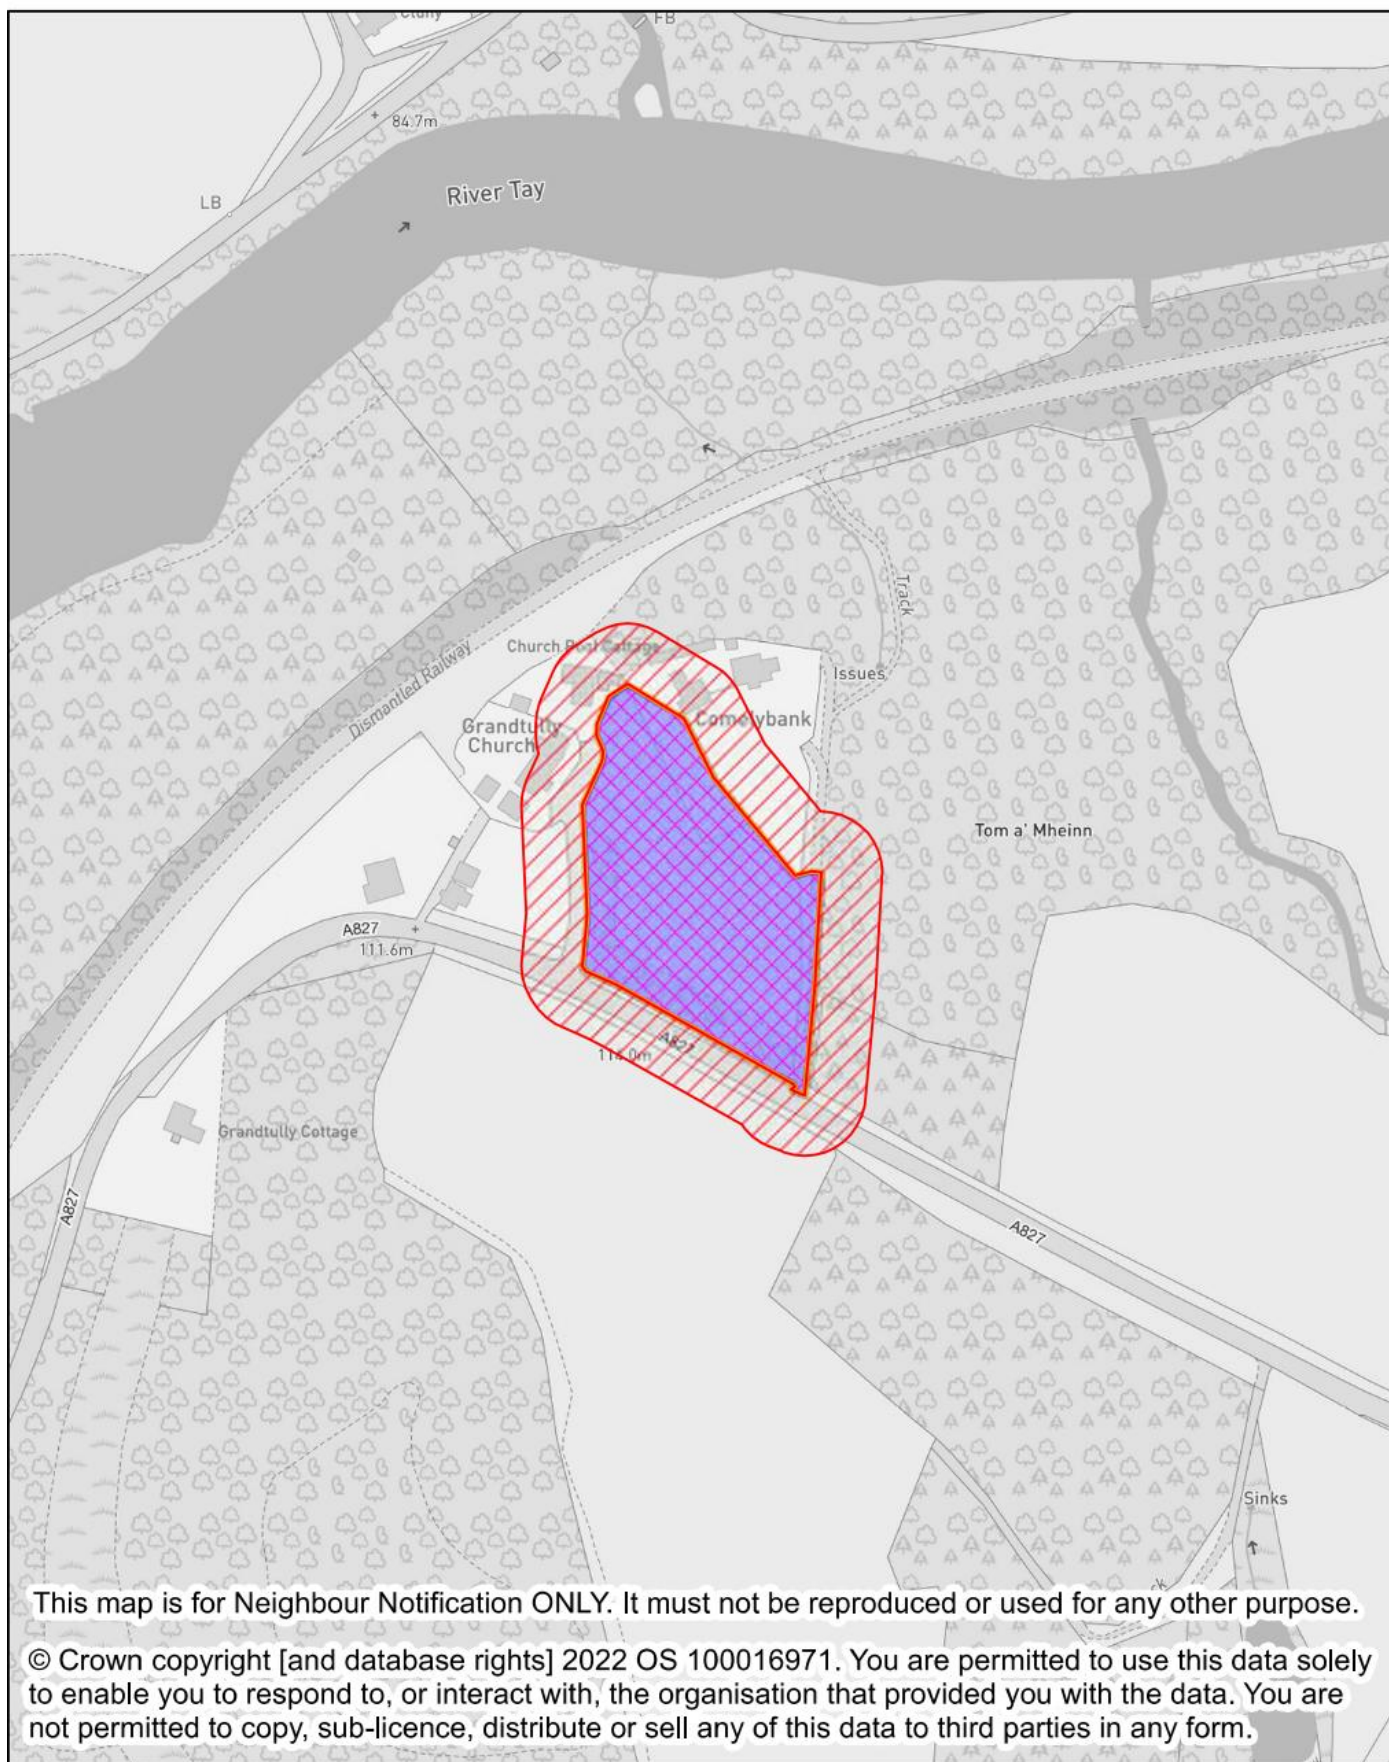 Cluny
FB
84.7m
River Tay
LB
Track
Church
Dismantled Railway
Issues
Grandtully
Church
Comelybank
Tom a' Mheinn
A827
111.6m
A827
Grandtully Cottage
A827
A827
Sinks
This map is for Neighbour Notification ONLY. It must not be reproduced or used for any other purpose.
© Crown copyright [and database rights] 2022 OS 100016971. You are permitted to use this data solely
to enable you to respond to, or interact with, the organisation that provided you with the data. You are
not permitted to copy, sub-licence, distribute or sell any of this data to third parties in any form.